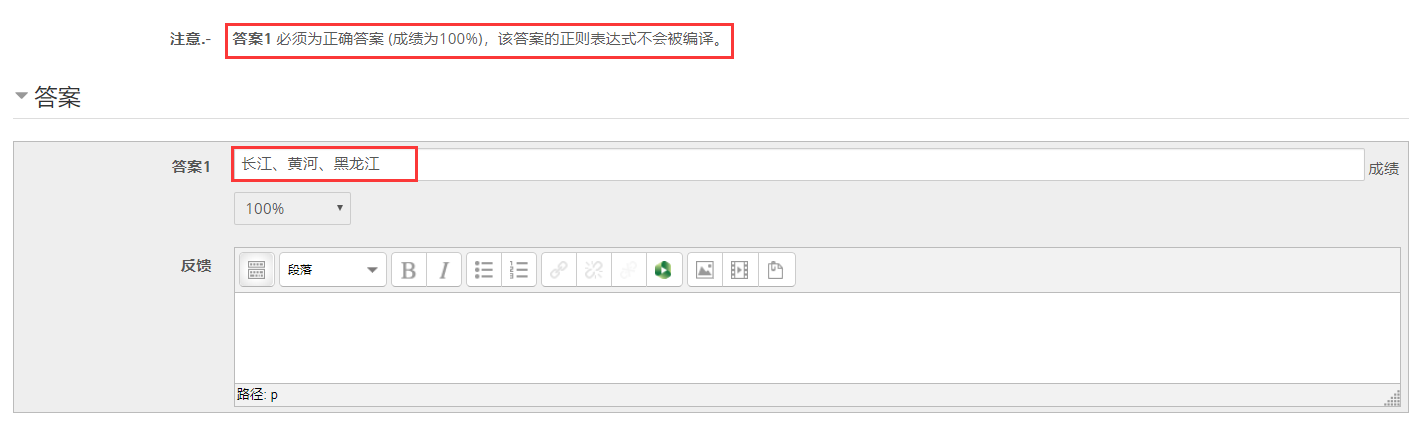 注意.- 答案1 必须为正确答案 (成绩为100%)，该答案的正则表达式不会被编译。
答案
答案1 长江、黄河、黑龙江 成绩
100%
反馈 段落 B I
路径: p